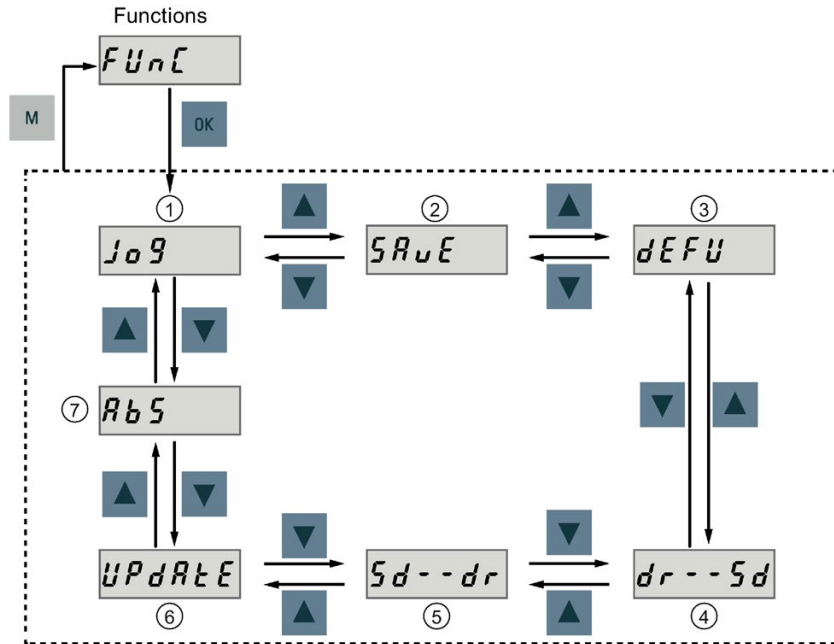 Functions
FUnC
M
OK
1
2
3
Jog
SAvE
dEFU
7
AbS
UPdAtE
Sd--dr
dr--Sd
6
5
4